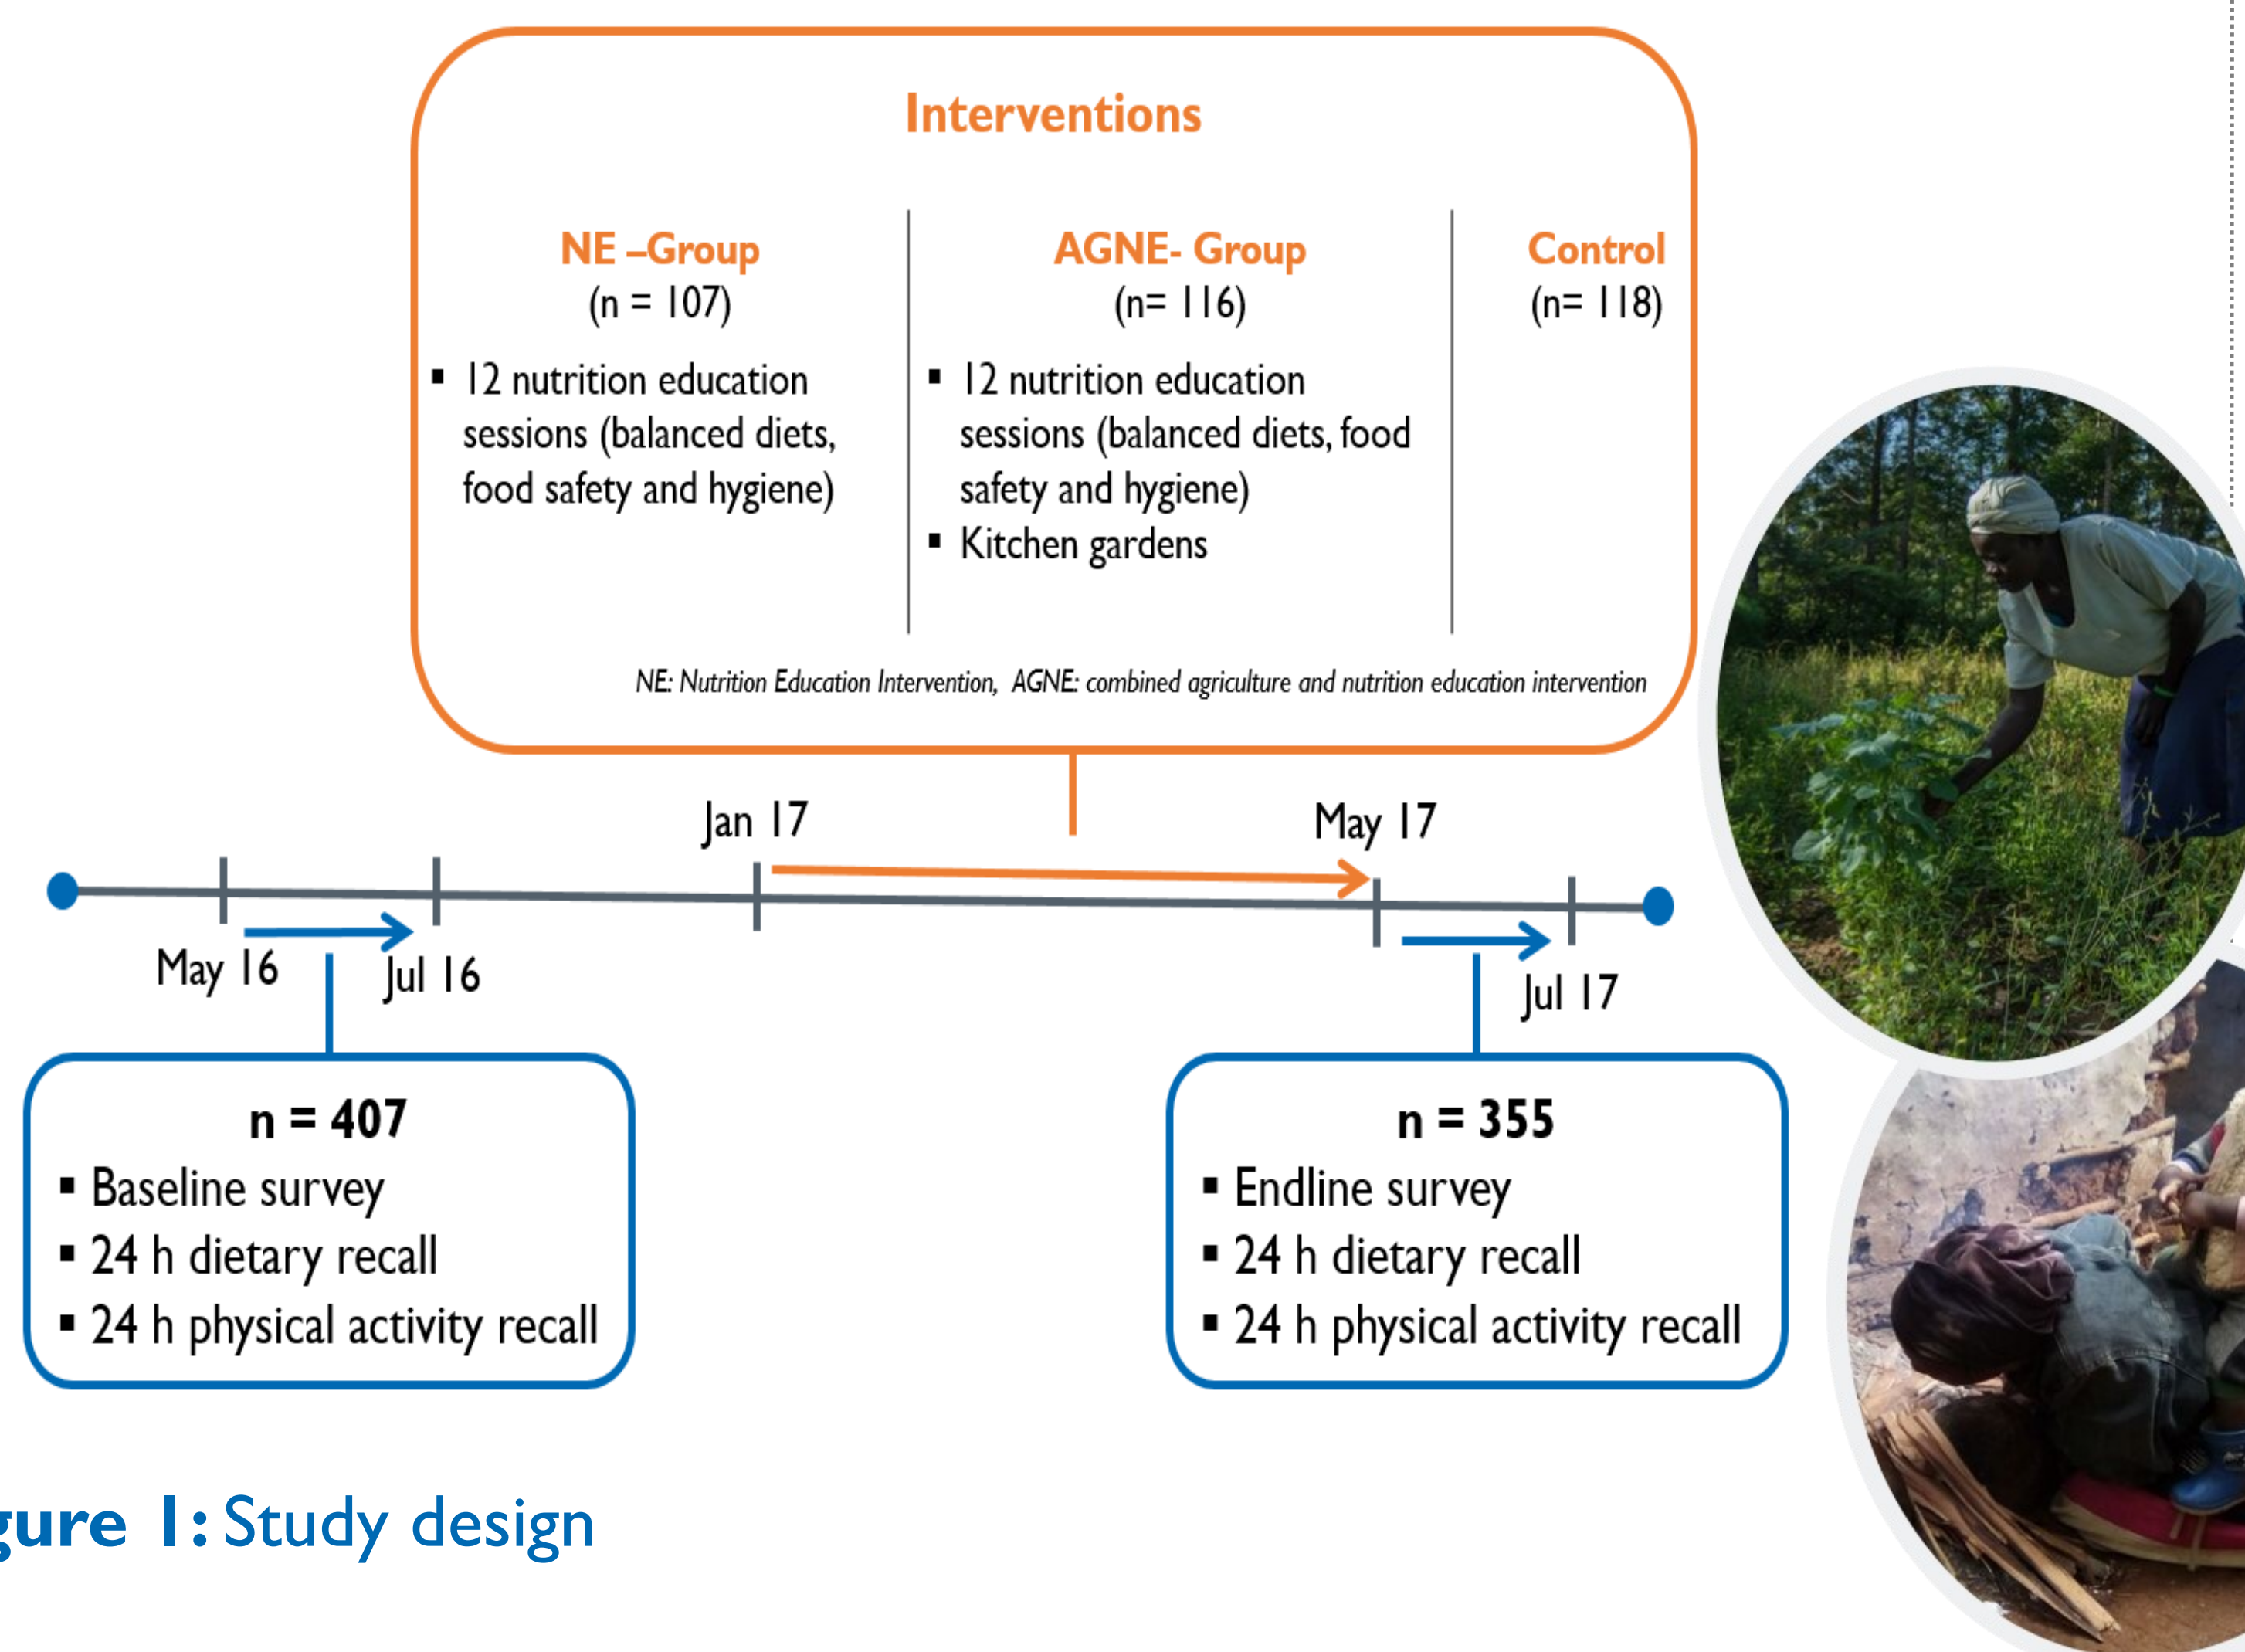 Interventions
NE –Group
(n = 107)
▪ 12 nutrition education
sessions (balanced diets,
food safety and hygiene)
AGNE- Group
(n= 116)
▪ 12 nutrition education
sessions (balanced diets, food
safety and hygiene)
▪ Kitchen gardens
Control
(n= 118)
NE: Nutrition Education Intervention, AGNE: combined agriculture and nutrition education intervention
Jan 17
May 17
May 16
Jul 16
Jul 17
n = 407
▪ Baseline survey
▪ 24 h dietary recall
▪ 24 h physical activity recall
n = 355
▪ Endline survey
▪ 24 h dietary recall
▪ 24 h physical activity recall
gure 1: Study design